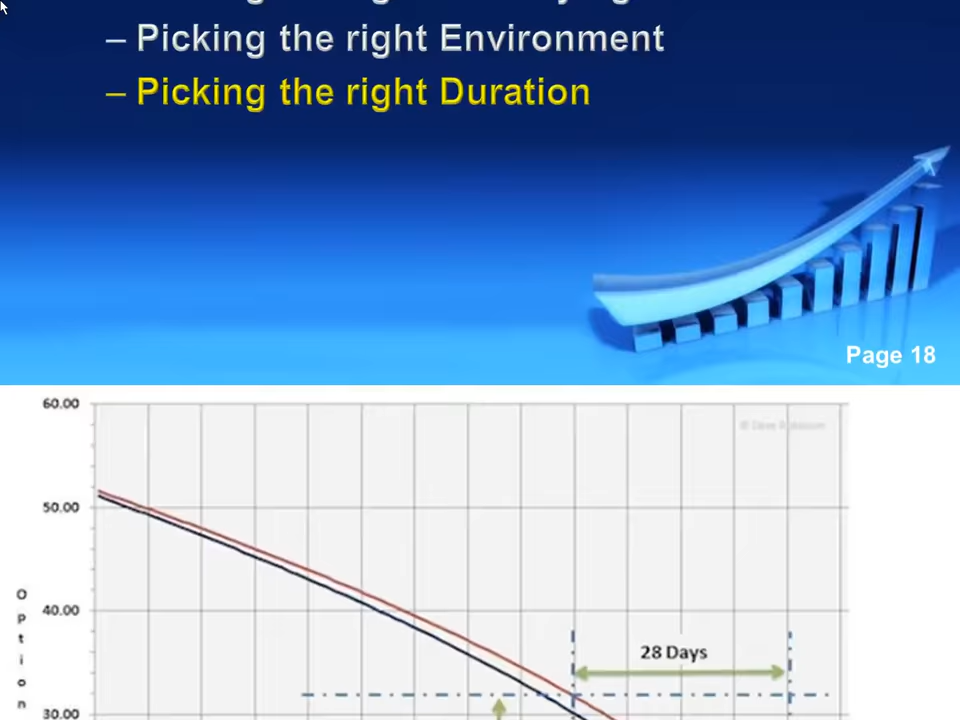 – Picking the right Environment
– Picking the right Duration
Page 18
60.00
50.00
40.00
30.00
Option
28 Days